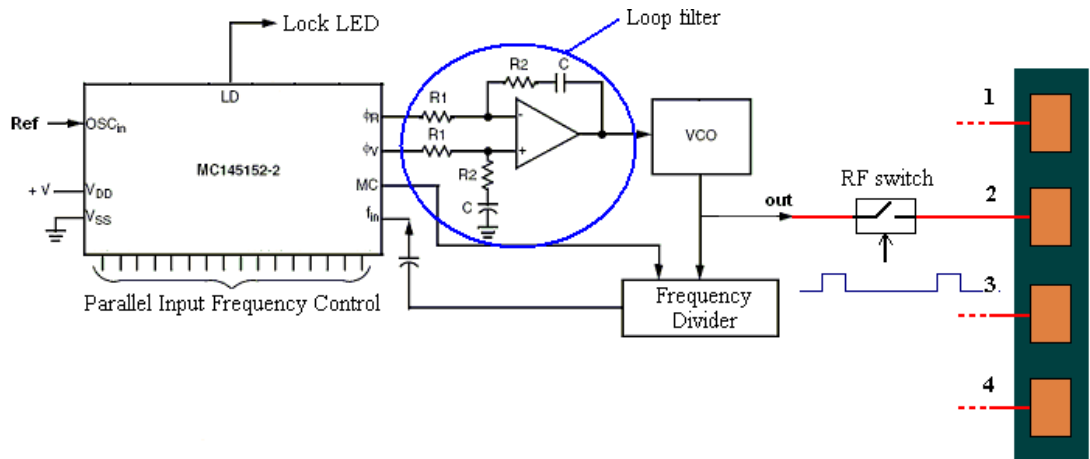 Lock LED
Loop filter
LD
R2
C
Ref
OSCin
ϕR
R1
-
ϕV
R1
+
VCO
MC145152-2
R2
MC
C
+ V
VDD
VSS
fin
out
RF switch
Parallel Input Frequency Control
Frequency
Divider
1
2
3.
4